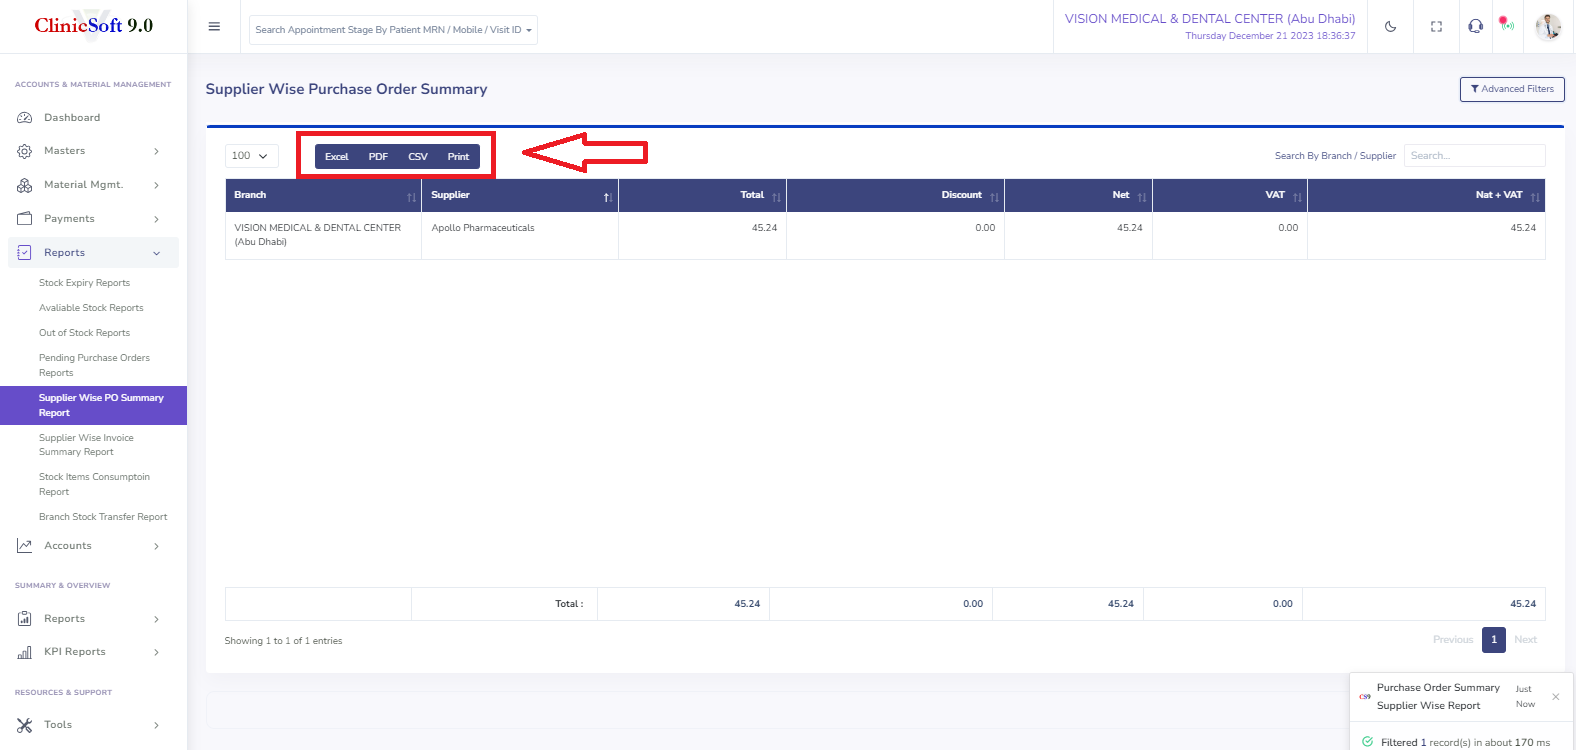 ClinicSoft 9.0
Search Appointment Stage By Patient MRN / Mobile / Visit ID
VISION MEDICAL & DENTAL CENTER (Abu Dhabi)
Thursday December 21 2023 18:36:37
ACCOUNTS & MATERIAL MANAGEMENT
Dashboard
Masters
Material Mgmt.
Payments
Reports
Stock Expiry Reports
Avaliable Stock Reports
Out of Stock Reports
Pending Purchase Orders
Reports
Supplier Wise PO Summary
Report
Supplier Wise Invoice
Summary Report
Stock Items Consumptoin
Report
Branch Stock Transfer Report
Accounts
SUMMARY & OVERVIEW
Reports
KPI Reports
RESOURCES & SUPPORT
Tools
Supplier Wise Purchase Order Summary
Advanced Filters
100
Excel PDF CSV Print
Search By Branch / Supplier Search...
Branch Supplier Total Discount Net VAT Nat + VAT
VISION MEDICAL & DENTAL CENTER Apollo Pharmaceuticals 45.24 0.00 45.24 0.00 45.24
(Abu Dhabi)
Total : 45.24 0.00 45.24 0.00 45.24
Showing 1 to 1 of 1 entries
Previous 1 Next
CS9 Purchase Order Summary Just
Supplier Wise Report Now
Filtered 1 record(s) in about 170 ms